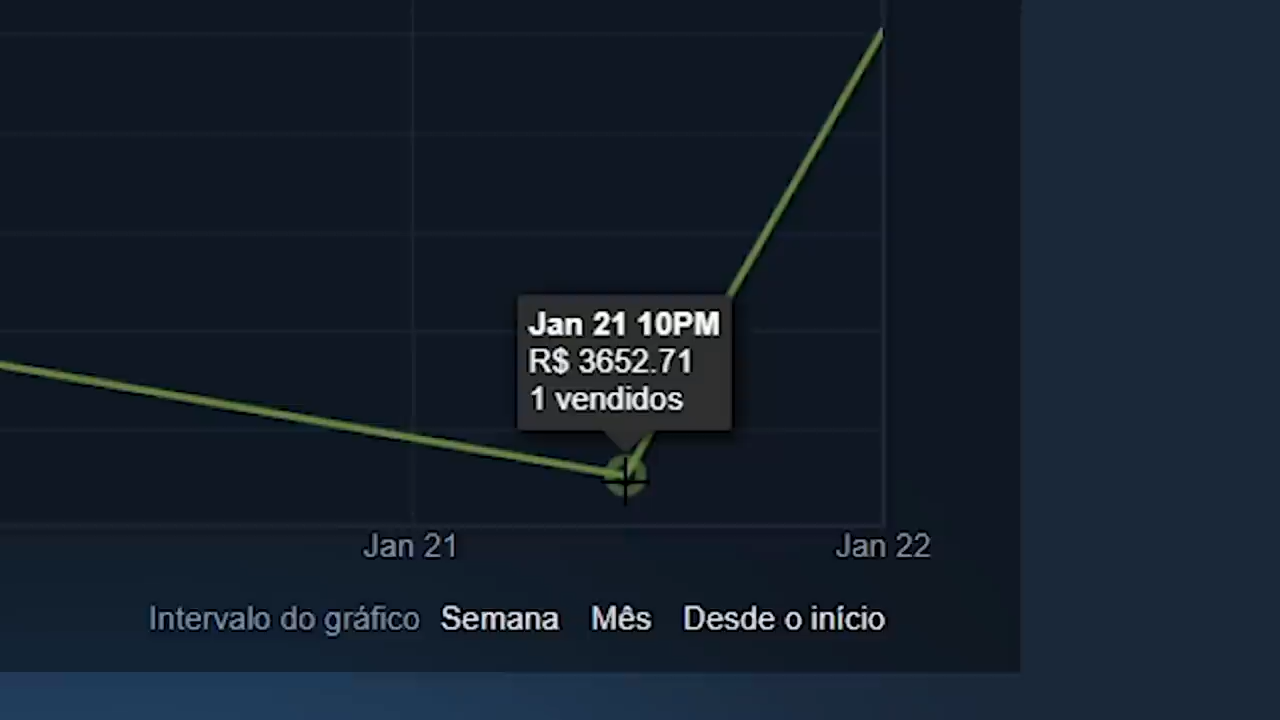 Jan 21 10PM
R$ 3652.71
1 vendidos
Jan 21 Jan 22
Intervalo do gráfico Semana Mês Desde o início